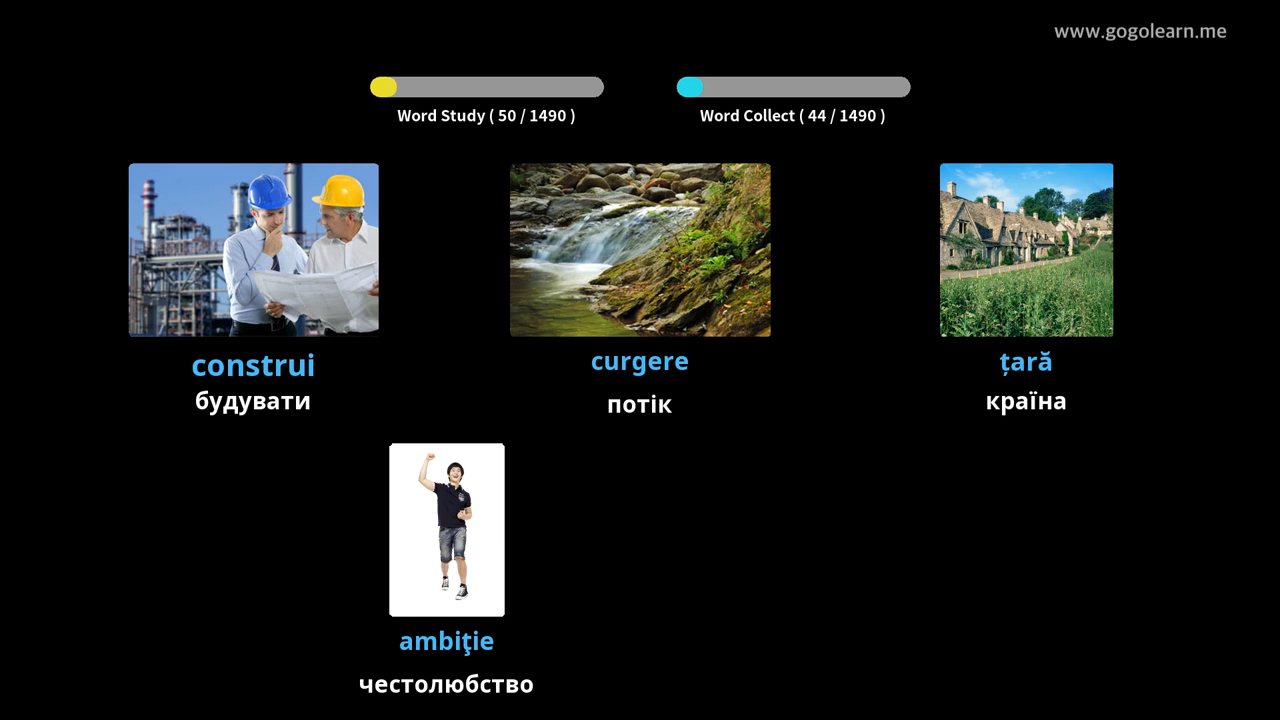 www.gogolearn.me
Word Study ( 50 / 1490 )
Word Collect ( 44 / 1490 )
construi
будувати
curgere
потік
țară
країна
ambiţie
честолюбство